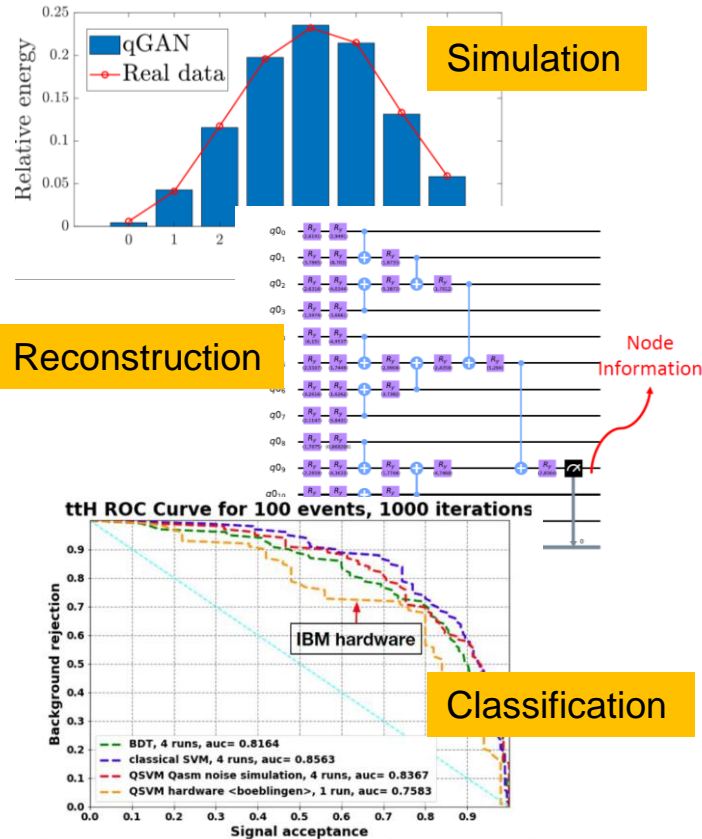 0.25
0.2
0.15
0.1
0.05
0
Relative energy
qGAN
Real data
0 1 2
Simulation
Reconstruction
q0₀
q0₁
q0₂
q0₃
q0₆
q0₇
q0₈
q0₉
q0₁₀
R_Y
Node
Information
0
ttH ROC Curve for 100 events, 1000 iterations
Background rejection
0.9
0.8
0.7
0.6
0.5
0.4
0.3
0.2
0.1
0.0
IBM hardware
Classification
BDT, 4 runs, auc= 0.8164
classical SVM, 4 runs, auc= 0.8563
QSVM Qasm noise simulation, 4 runs, auc= 0.8367
QSVM hardware <boeblingen>, 1 run, auc= 0.7583
0.0 0.1 0.2 0.3 0.4 0.5 0.6 0.7 0.8 0.9
Signal acceptance